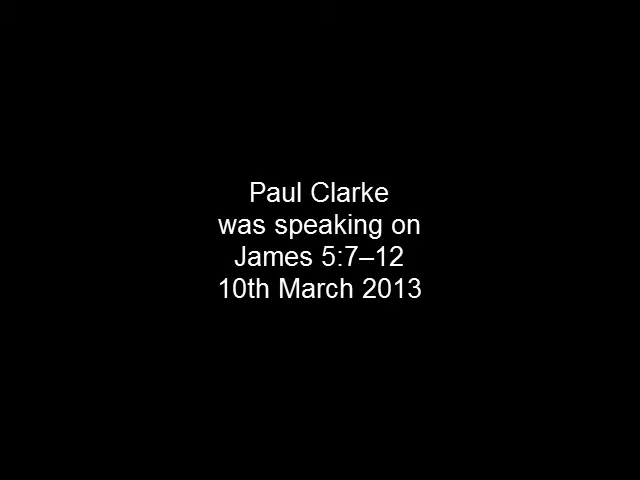 Paul Clarke
was speaking on
James 5:7–12
10th March 2013